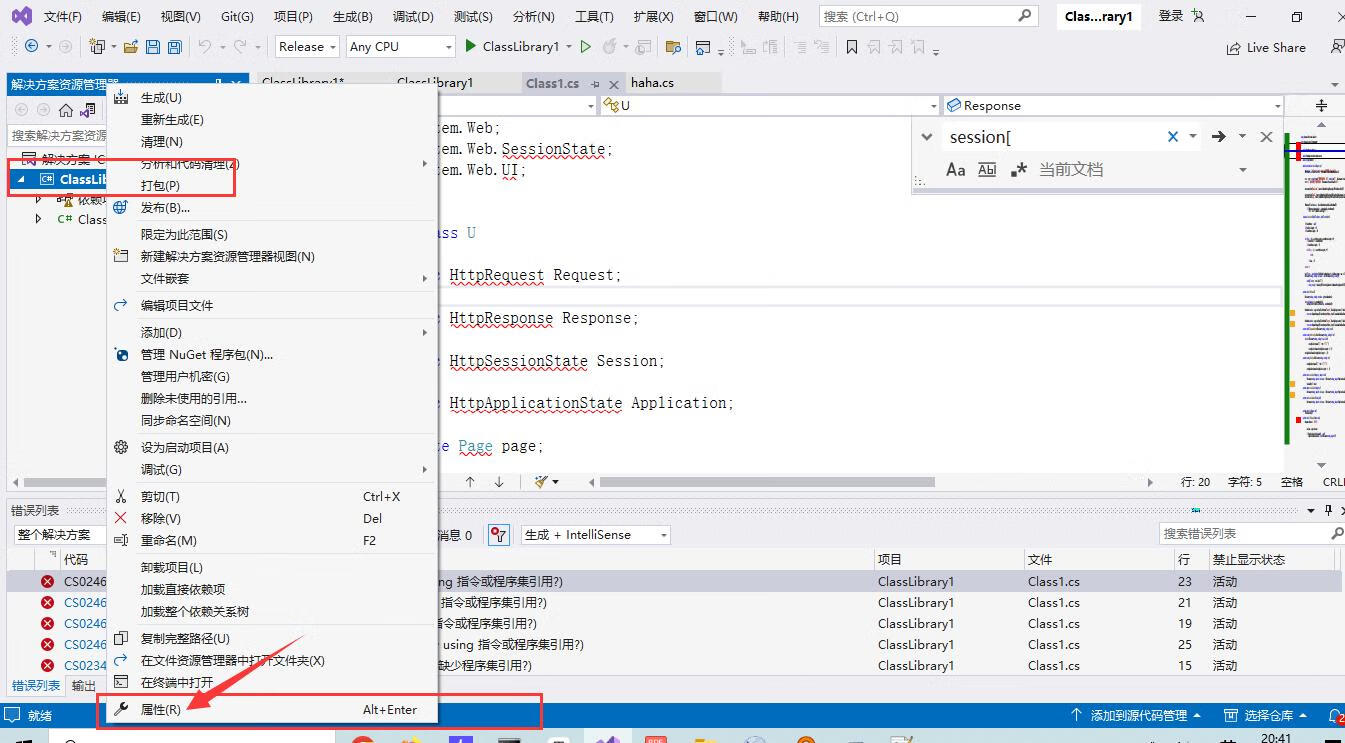 文件(F) 编辑(E) 视图(V) Git(G) 项目(P) 生成(B) 调试(D) 测试(S) 分析(N) 工具(T) 扩展(X) 窗口(W) 帮助(H) 搜索 (Ctrl+Q) Clas...rary1 登录
Release Any CPU ClassLibrary1 Live Share
解决方案资源管理器 ClassLibrary1* ClassLibrary1 Class1.cs haha.cs
U Response
搜索解决方案资源
解决方案 'C
ClassLib
依赖项
C# Class
生成(U)
重新生成(E)
清理(N)
分析和代码清理(Z)
打包(P)
发布(B)...
限定为此范围(S)
新建解决方案资源管理器视图(N)
文件嵌套
编辑项目文件
添加(D)
管理 NuGet 程序包(N)...
管理用户机密(G)
删除未使用的引用...
同步命名空间(N)
设为启动项目(A)
调试(G)
剪切(T) Ctrl+X
移除(V) Del
重命名(M) F2
卸载项目(L)
加载直接依赖项
加载整个依赖关系树
复制完整路径(U)
在文件资源管理器中打开文件夹(X)
在终端中打开
属性(R) Alt+Enter
tem.Web;
tem.Web.SessionState;
tem.Web.UI;
ass U
HttpRequest Request;
HttpResponse Response;
HttpSessionState Session;
HttpApplicationState Application;
te Page page;
session[
Aa Abl 当前文档
行: 20 字符: 5 空格 CRLF
错误列表
整个解决方案 消息 0 生成 + IntelliSense 搜索错误列表
代码 项目 文件 行 禁止显示状态
CS0246 ng 指令或程序集引用?) ClassLibrary1 Class1.cs 23 活动
CS0246 指令或程序集引用?) ClassLibrary1 Class1.cs 21 活动
CS0246 指令或程序集引用?) ClassLibrary1 Class1.cs 19 活动
CS0246 using 指令或程序集引用?) ClassLibrary1 Class1.cs 25 活动
CS0234 缺少程序集引用?) ClassLibrary1 Class1.cs 15 活动
错误列表 输出
就绪 添加到源代码管理 选择仓库 2
20:41